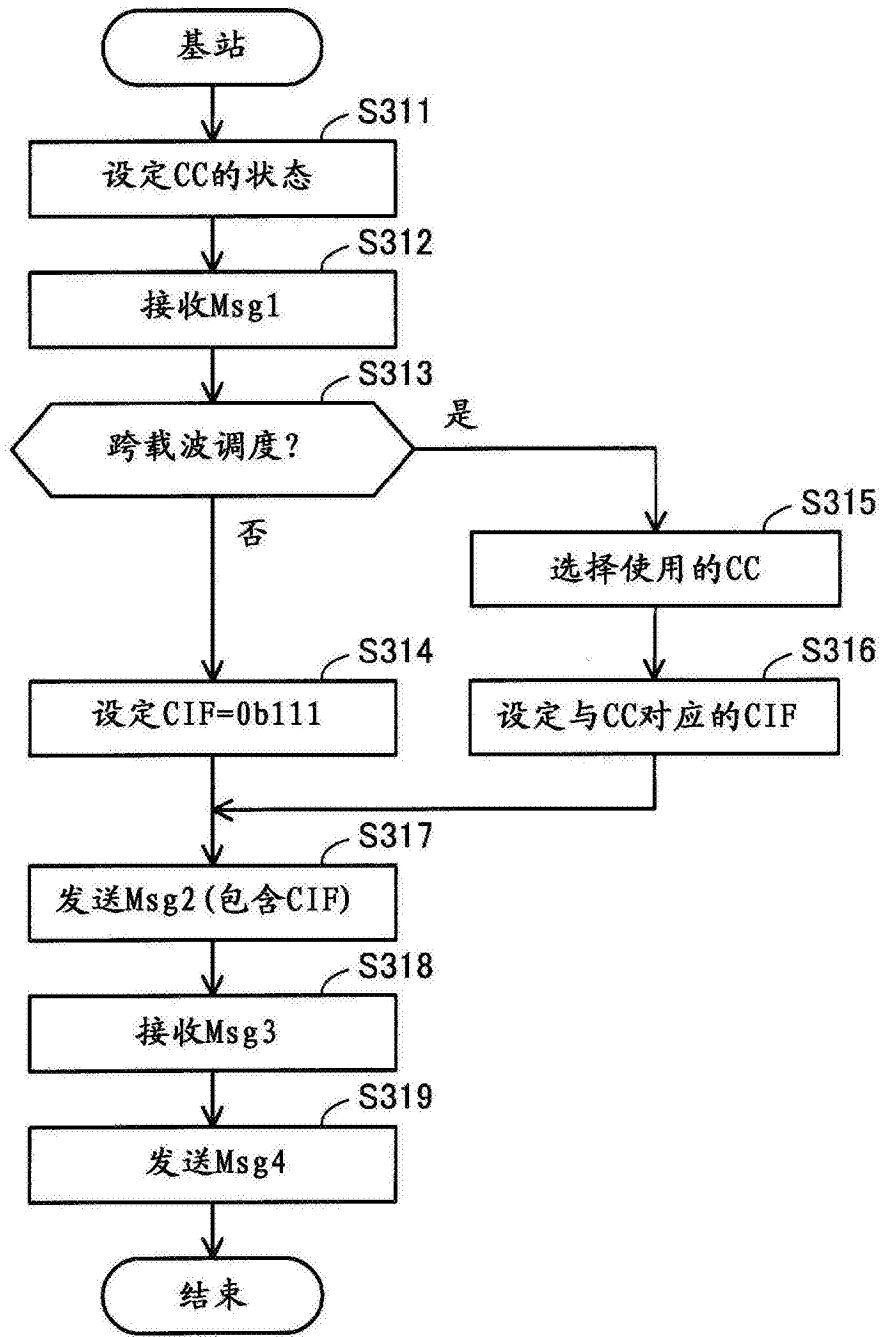 基站
S311
设定CC的状态
S312
接收Msg1
S313
跨载波调度?
是
否
S315
选择使用的CC
S314
设定CIF=0b111
S316
设定与CC对应的CIF
S317
发送Msg2(包含CIF)
S318
接收Msg3
S319
发送Msg4
结束